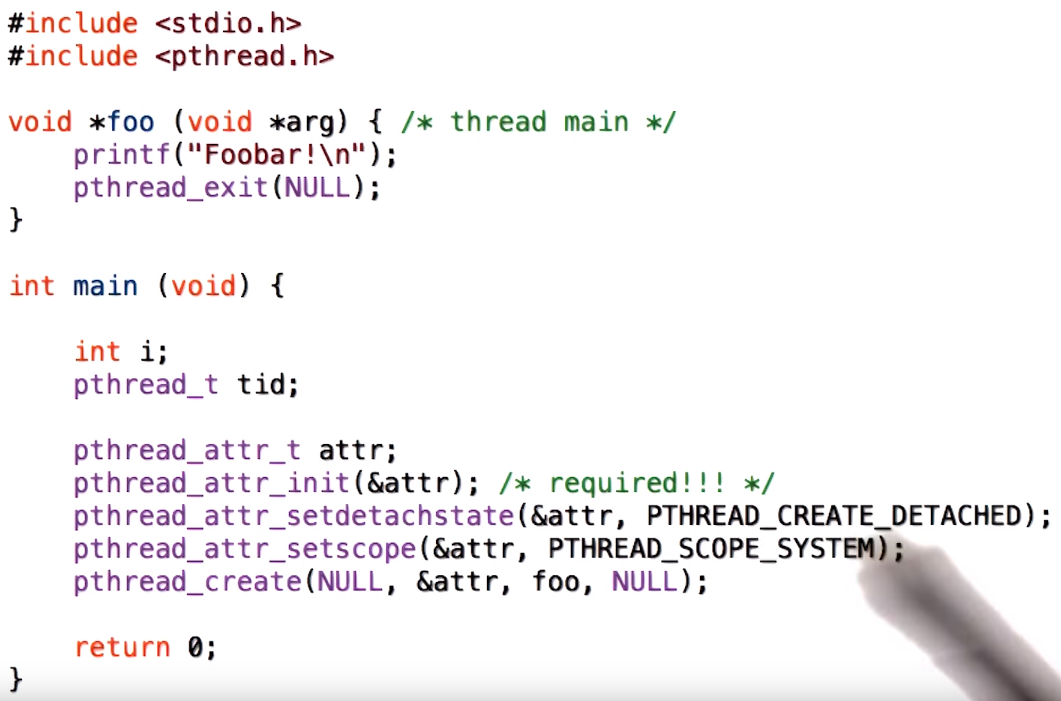 #include <stdio.h>
#include <pthread.h>
void *foo (void *arg) { /* thread main */
printf("Foobar!\n");
pthread_exit(NULL);
}
int main (void) {
int i;
pthread_t tid;
pthread_attr_t attr;
pthread_attr_init(&attr); /* required!!! */
pthread_attr_setdetachstate(&attr, PTHREAD_CREATE_DETACHED);
pthread_attr_setscope(&attr, PTHREAD_SCOPE_SYSTEM);
pthread_create(NULL, &attr, foo, NULL);
return 0;
}